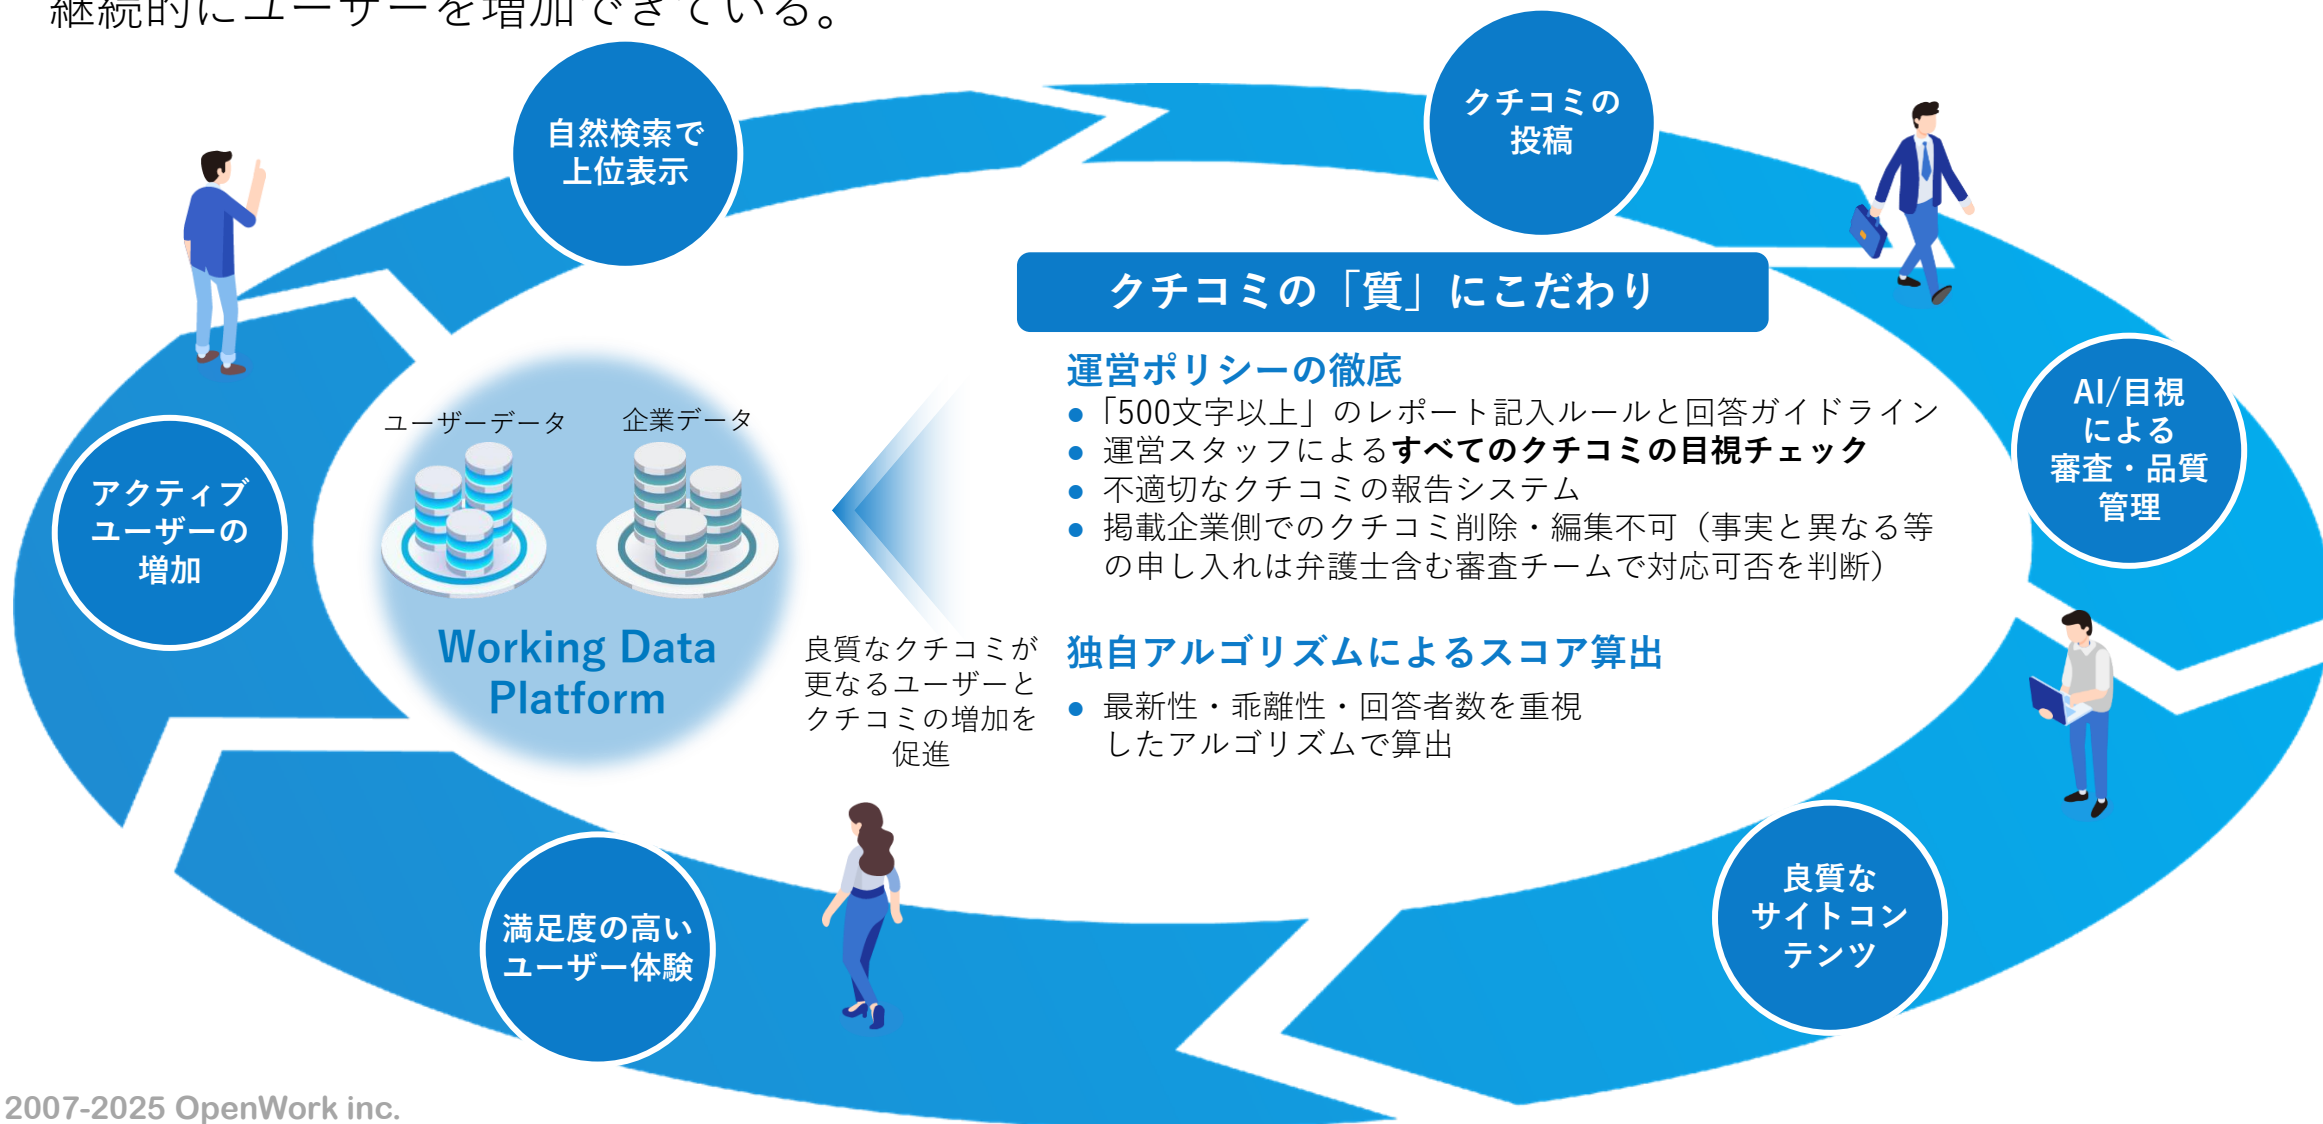 継続的にユーザーを増加できている。
自然検索で
上位表示
クチコミの
投稿
AI/目視
による
審査・品質
管理
良質な
サイトコン
テンツ
満足度の高い
ユーザー体験
アクティブ
ユーザーの
増加
ユーザーデータ
企業データ
Working Data
Platform
良質なクチコミが
更なるユーザーと
クチコミの増加を
促進
クチコミの「質」にこだわり
運営ポリシーの徹底
● 「500文字以上」のレポート記入ルールと回答ガイドライン
● 運営スタッフによるすべてのクチコミの目視チェック
● 不適切なクチコミの報告システム
● 掲載企業側でのクチコミ削除・編集不可（事実と異なる等
の申し入れは弁護士含む審査チームで対応可否を判断）
独自アルゴリズムによるスコア算出
● 最新性・乖離性・回答者数を重視
したアルゴリズムで算出
2007-2025 OpenWork inc.